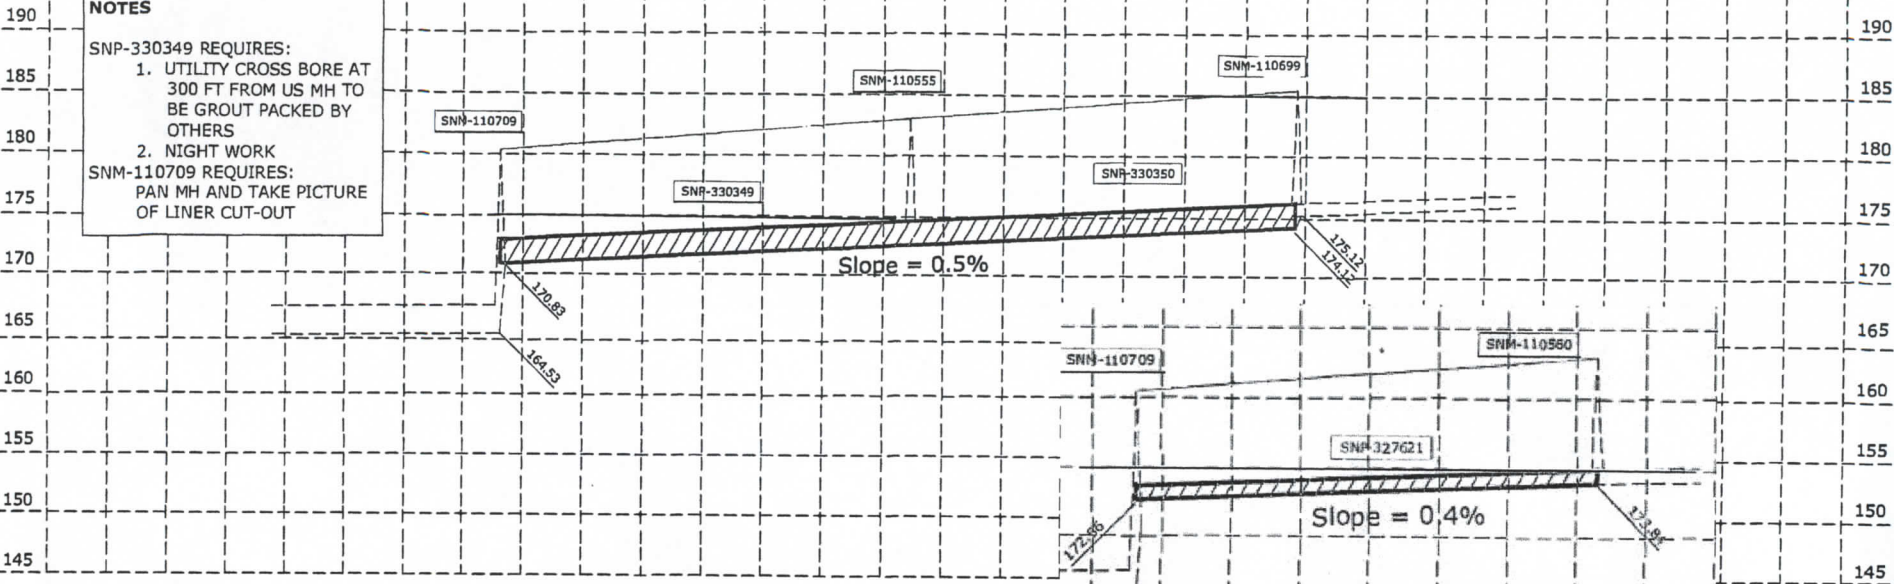 NOTES
SNP-330349 REQUIRES:
1. UTILITY CROSS BORE AT
300 FT FROM US MH TO
BE GROUT PACKED BY
OTHERS
2. NIGHT WORK
SNM-110709 REQUIRES:
PAN MH AND TAKE PICTURE
OF LINER CUT-OUT
190
185
180
175
170
165
160
155
150
145
SNM-110709
SNM-110555
SNM-110699
SNP-330349
SNP-330350
Slope = 0.5%
170.83
164.53
175.12
174.12
SNM-110709
SNM-110560
SNP-327621
Slope = 0.4%
190
185
180
175
170
165
160
155
150
145